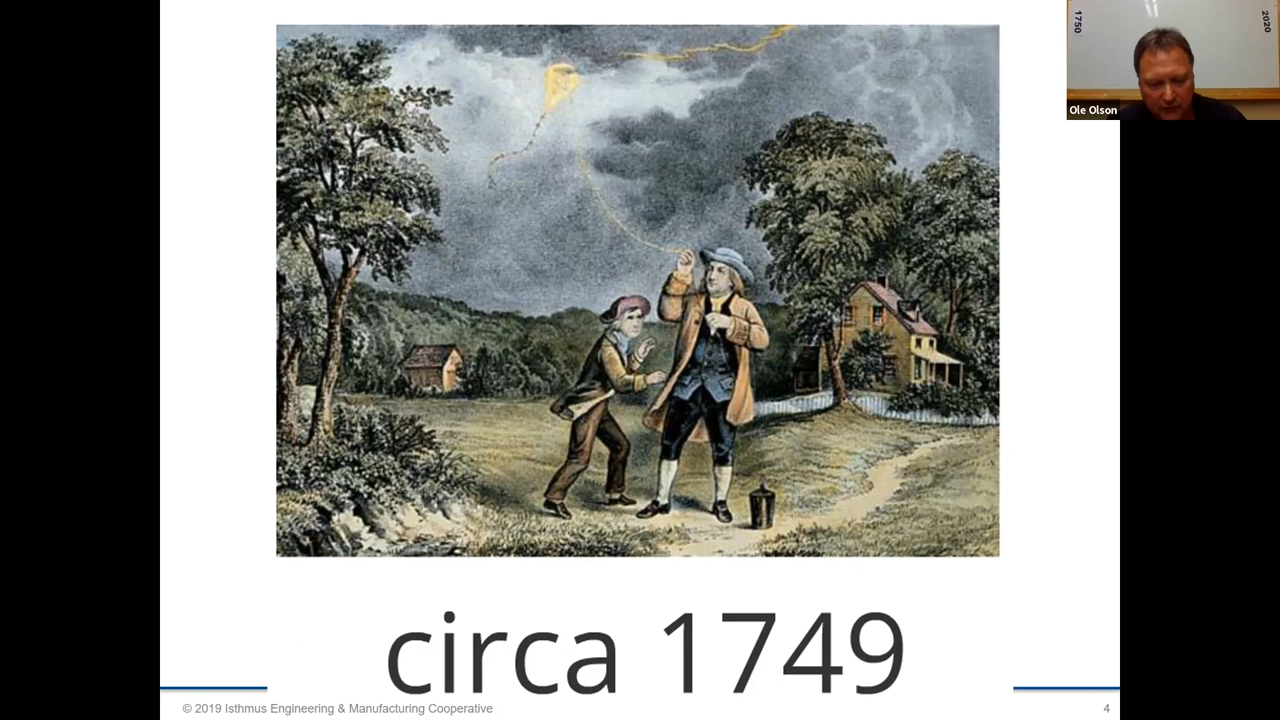 1750
2020
Ole Olson
circa 1749
© 2019 Isthmus Engineering & Manufacturing Cooperative
4